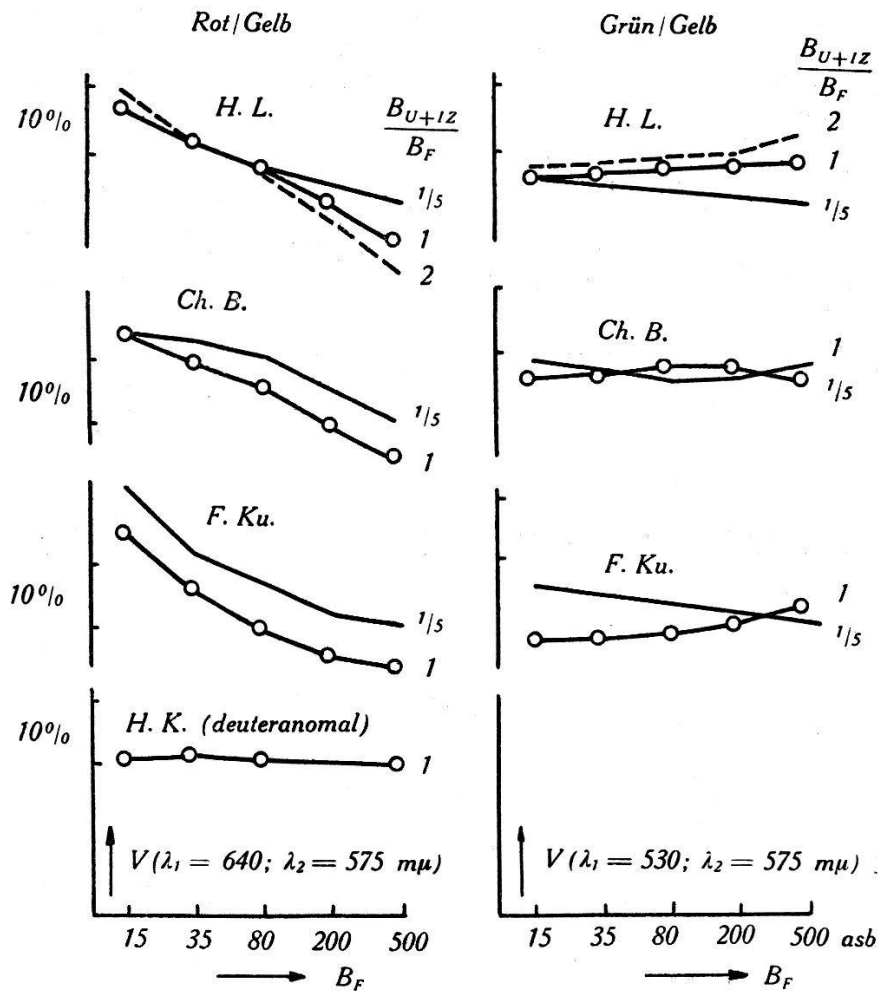 Rot/Gelb
Grün/Gelb
10%
H. L.
B_{U+IZ}
B_F
1/5
1
2
H. L.
B_{U+IZ}
B_F
2
1
1/5
10%
Ch. B.
1/5
1
Ch. B.
1
1/5
10%
F. Ku.
1/5
1
F. Ku.
1
1/5
10%
H. K. (deuteranomal)
1
V(λ₁ = 640; λ₂ = 575 mµ)
V(λ₁ = 530; λ₂ = 575 mµ)
15 35 80 200 500
15 35 80 200 500 asb
B_F
B_F